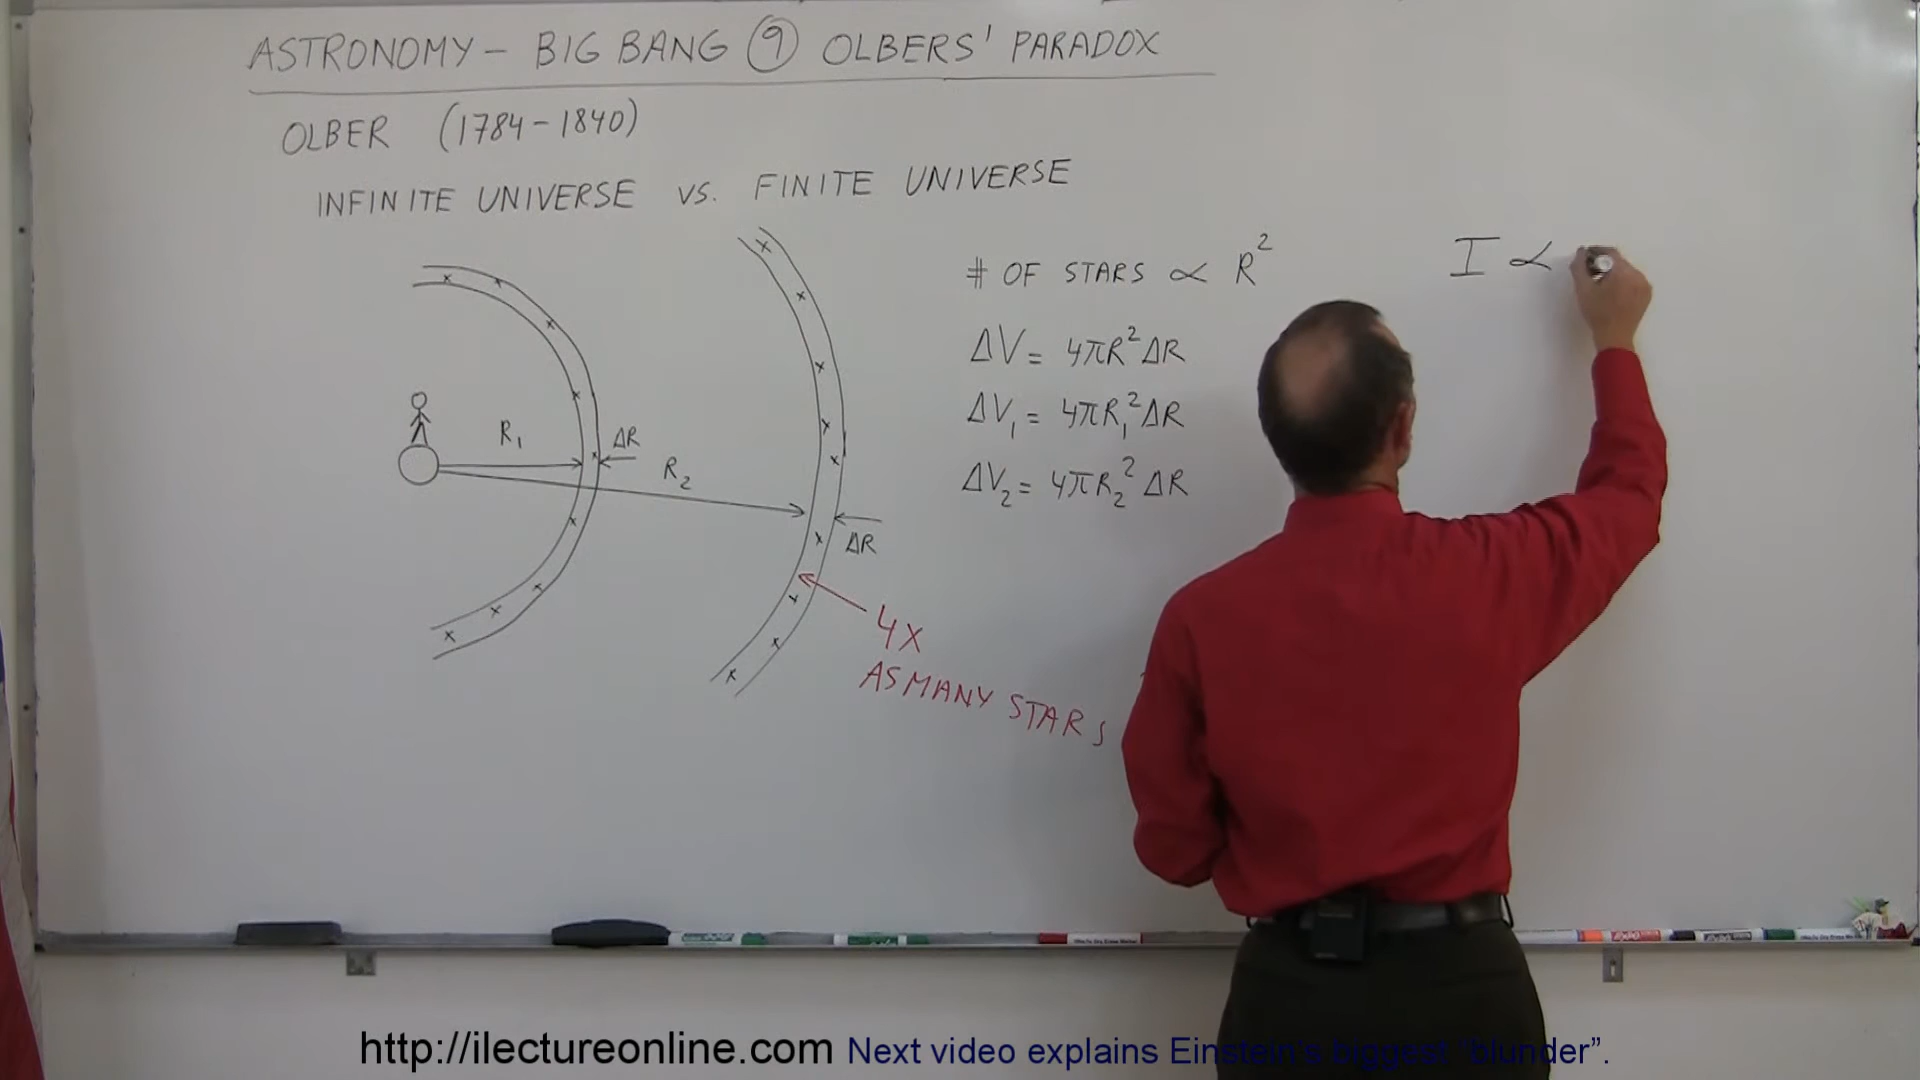 ASTRONOMY - BIG BANG ⑨ OLBERS' PARADOX
OLBER (1784-1840)
INFINITE UNIVERSE VS. FINITE UNIVERSE
# OF STARS ∝ R²
I ∝
ΔV = 4πR²ΔR
ΔV₁ = 4πR₁²ΔR
ΔV₂ = 4πR₂²ΔR
R₁
ΔR
R₂
ΔR
4X
AS MANY STARS
http://ilectureonline.com Next video explains Einstein's biggest "blunder".